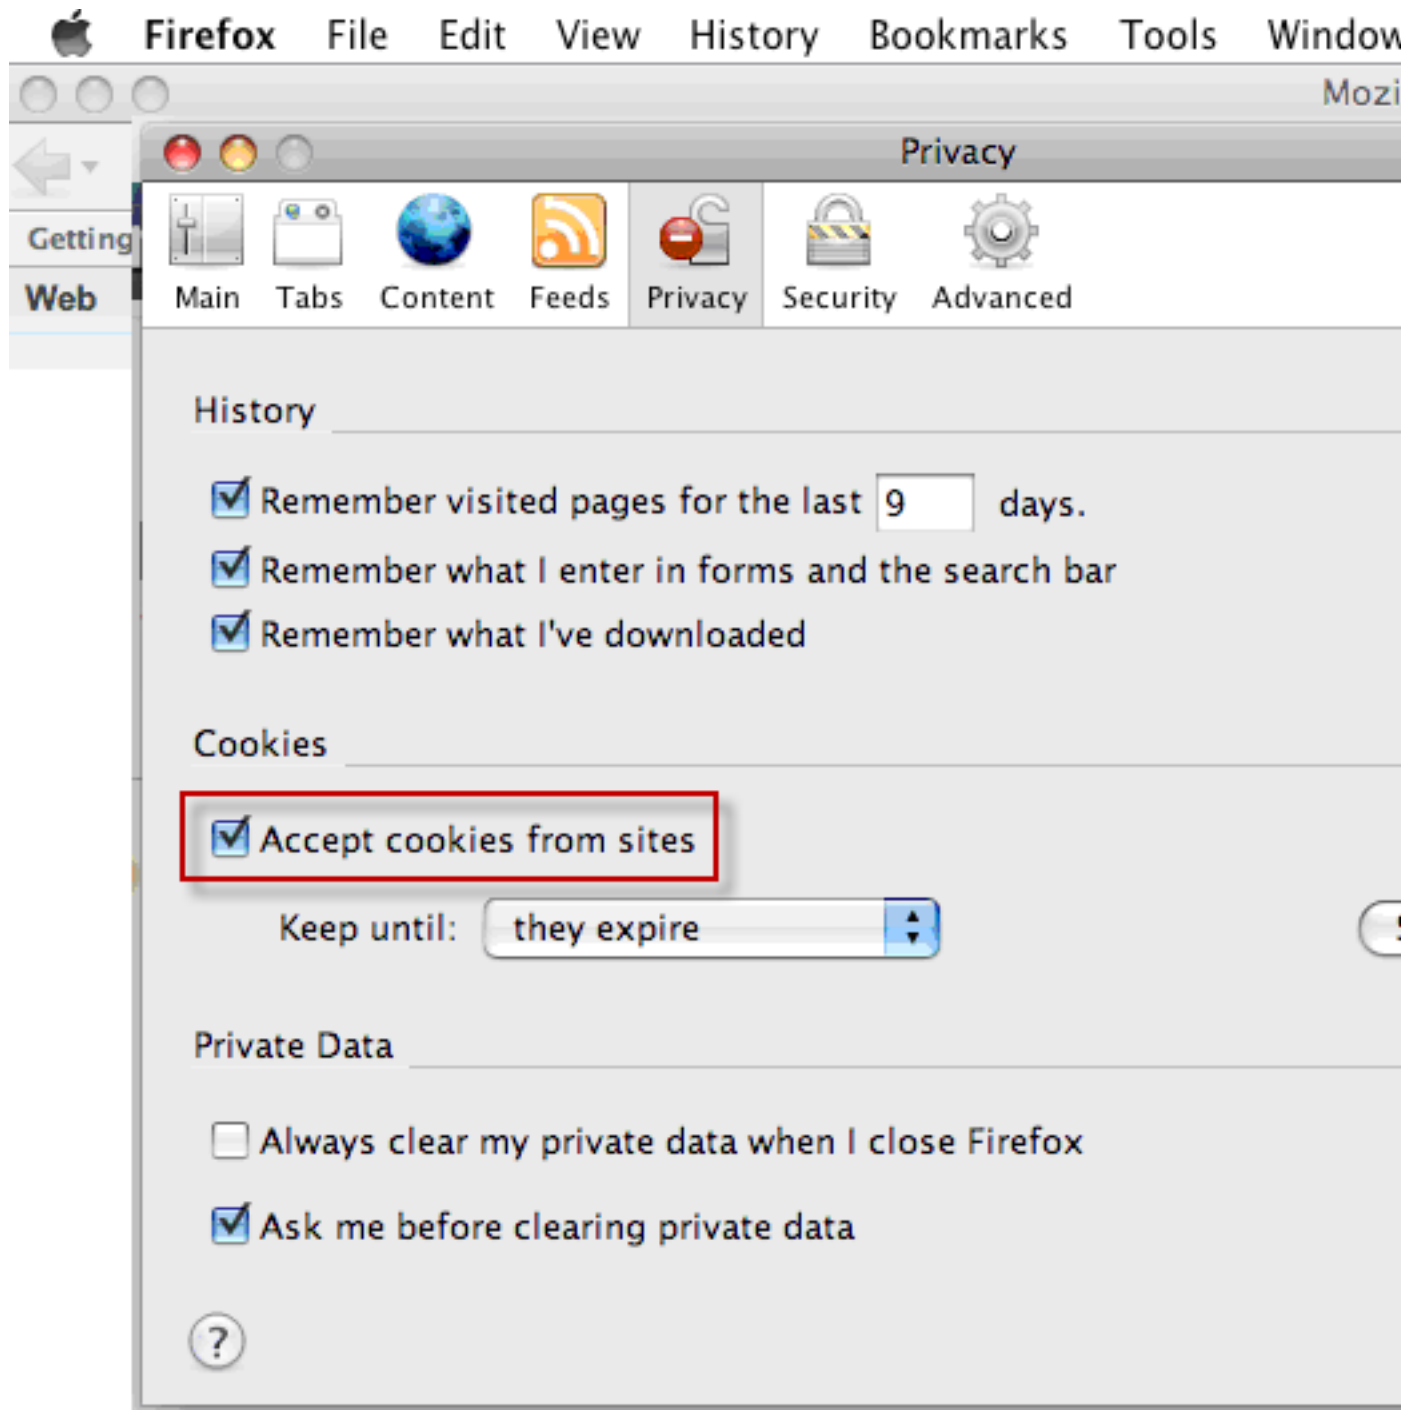 Firefox File Edit View History Bookmarks Tools Window
Mozi
Privacy
Getting
Web
Main Tabs Content Feeds Privacy Security Advanced
History
Remember visited pages for the last 9 days.
Remember what I enter in forms and the search bar
Remember what I've downloaded
Cookies
Accept cookies from sites
Keep until: they expire
Private Data
Always clear my private data when I close Firefox
Ask me before clearing private data
?